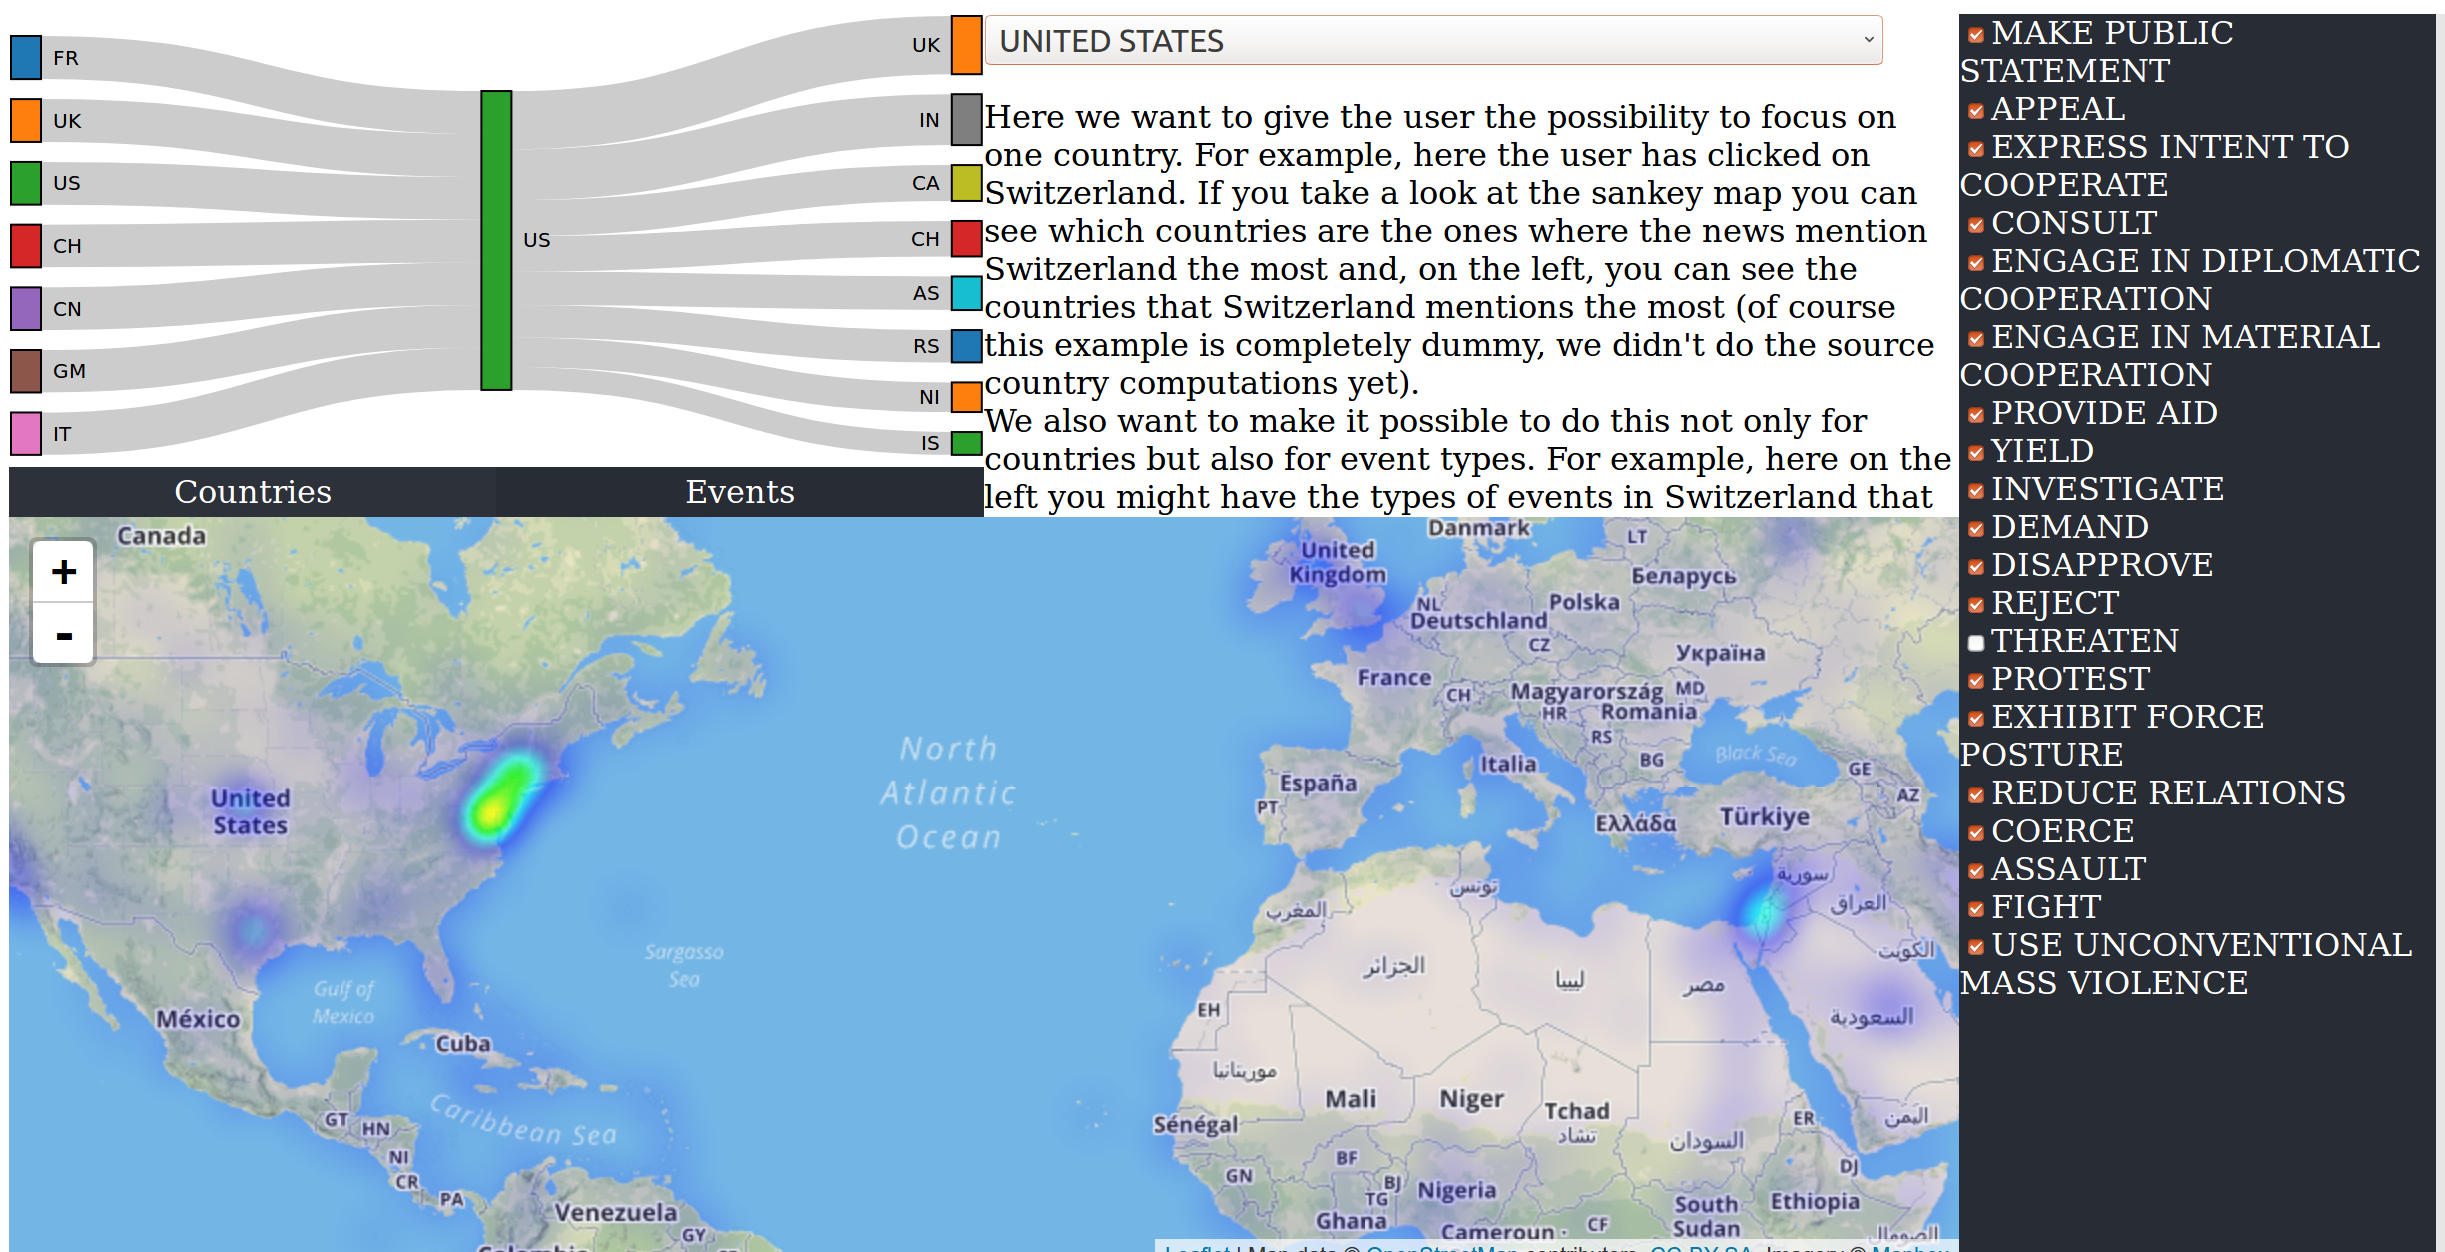 FR
UK
US
CH
CN
GM
IT
US
UK
IN
CA
CH
AS
RS
NI
IS
UNITED STATES
Here we want to give the user the possibility to focus on
one country. For example, here the user has clicked on
Switzerland. If you take a look at the sankey map you can
see which countries are the ones where the news mention
Switzerland the most and, on the left, you can see the
countries that Switzerland mentions the most (of course
this example is completely dummy, we didn't do the source
country computations yet).
We also want to make it possible to do this not only for
countries but also for event types. For example, here on the
left you might have the types of events in Switzerland that
Countries
Events
MAKE PUBLIC
STATEMENT
APPEAL
EXPRESS INTENT TO
COOPERATE
CONSULT
ENGAGE IN DIPLOMATIC
COOPERATION
ENGAGE IN MATERIAL
COOPERATION
PROVIDE AID
YIELD
INVESTIGATE
DEMAND
DISAPPROVE
REJECT
THREATEN
PROTEST
EXHIBIT FORCE
POSTURE
REDUCE RELATIONS
COERCE
ASSAULT
FIGHT
USE UNCONVENTIONAL
MASS VIOLENCE
+
-
Canada
United
States
México
Gulf of
Mexico
Cuba
Caribbean Sea
GT
HN
NI
CR
PA
Venezuela
GY
Colombia
North
Atlantic
Ocean
Sargasso
Sea
Danmark
United
Kingdom
LT
Беларусь
NL
Deutschland
Polska
CZ
Україна
France
CH
Magyarország
MD
HR
Romania
RS
BG
Black Sea
GE
AZ
Italia
España
PT
Ελλάδα
Türkiye
تونس
سورية
العراق
المغرب
الكويت
الجزائر
ليبيا
مصر
السعودية
EH
موريتانيا
Mali
Niger
Tchad
تشاد
السودان
ER
اليمن
Sénégal
BF
DJ
GN
BJ
TG
Nigeria
South
Sudan
Ethiopia
Ghana
Cameroun
CF
الصومال
Leaflet | Map data © OpenStreetMap contributors, CC-BY-SA, Imagery © Mapbox